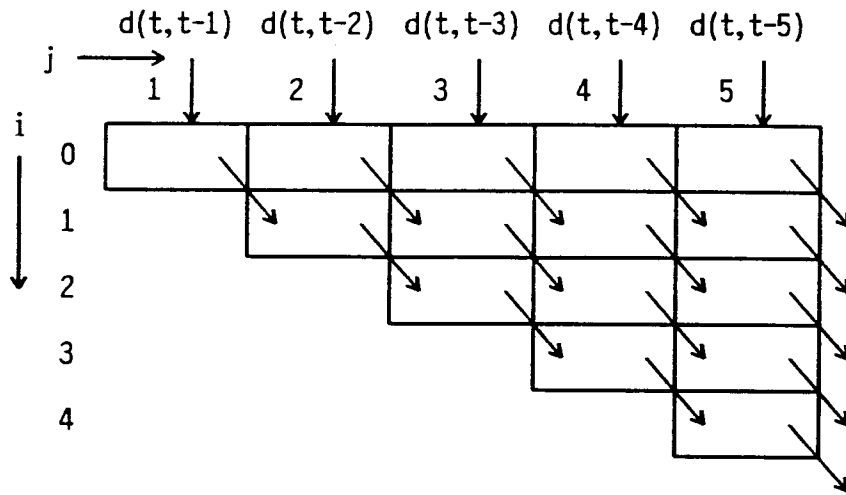 d(t,t-1) d(t,t-2) d(t,t-3) d(t,t-4) d(t,t-5)
j
1 2 3 4 5
i
0
1
2
3
4